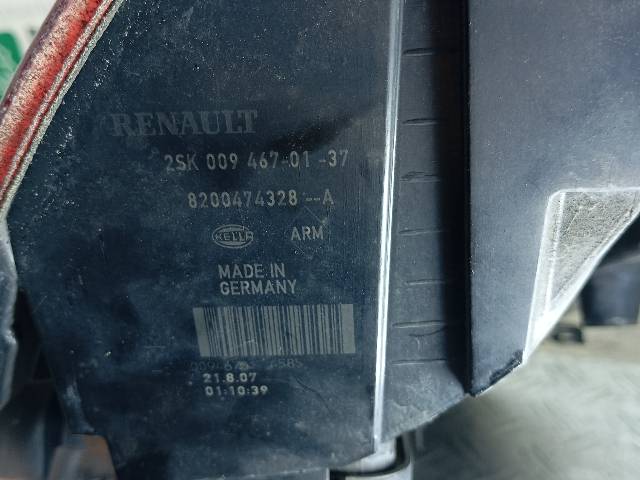 RENAULT
2SK 009 467-01-37
8200474328--A
HELLA ARM
MADE IN
GERMANY
21.8.07
01:10:39